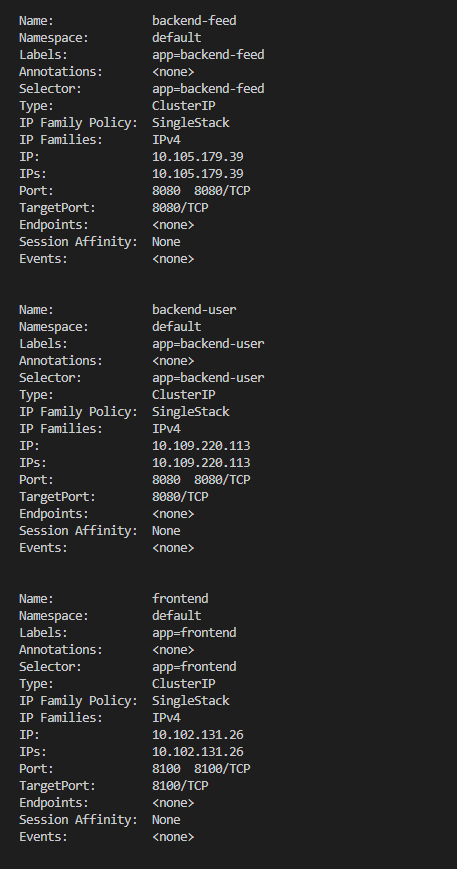 Name:              backend-feed
Namespace:         default
Labels:            app=backend-feed
Annotations:       <none>
Selector:          app=backend-feed
Type:              ClusterIP
IP Family Policy:  SingleStack
IP Families:       IPv4
IP:                10.105.179.39
IPs:               10.105.179.39
Port:              8080  8080/TCP
TargetPort:        8080/TCP
Endpoints:         <none>
Session Affinity:  None
Events:            <none>

Name:              backend-user
Namespace:         default
Labels:            app=backend-user
Annotations:       <none>
Selector:          app=backend-user
Type:              ClusterIP
IP Family Policy:  SingleStack
IP Families:       IPv4
IP:                10.109.220.113
IPs:               10.109.220.113
Port:              8080  8080/TCP
TargetPort:        8080/TCP
Endpoints:         <none>
Session Affinity:  None
Events:            <none>

Name:              frontend
Namespace:         default
Labels:            app=frontend
Annotations:       <none>
Selector:          app=frontend
Type:              ClusterIP
IP Family Policy:  SingleStack
IP Families:       IPv4
IP:                10.102.131.26
IPs:               10.102.131.26
Port:              8100  8100/TCP
TargetPort:        8100/TCP
Endpoints:         <none>
Session Affinity:  None
Events:            <none>